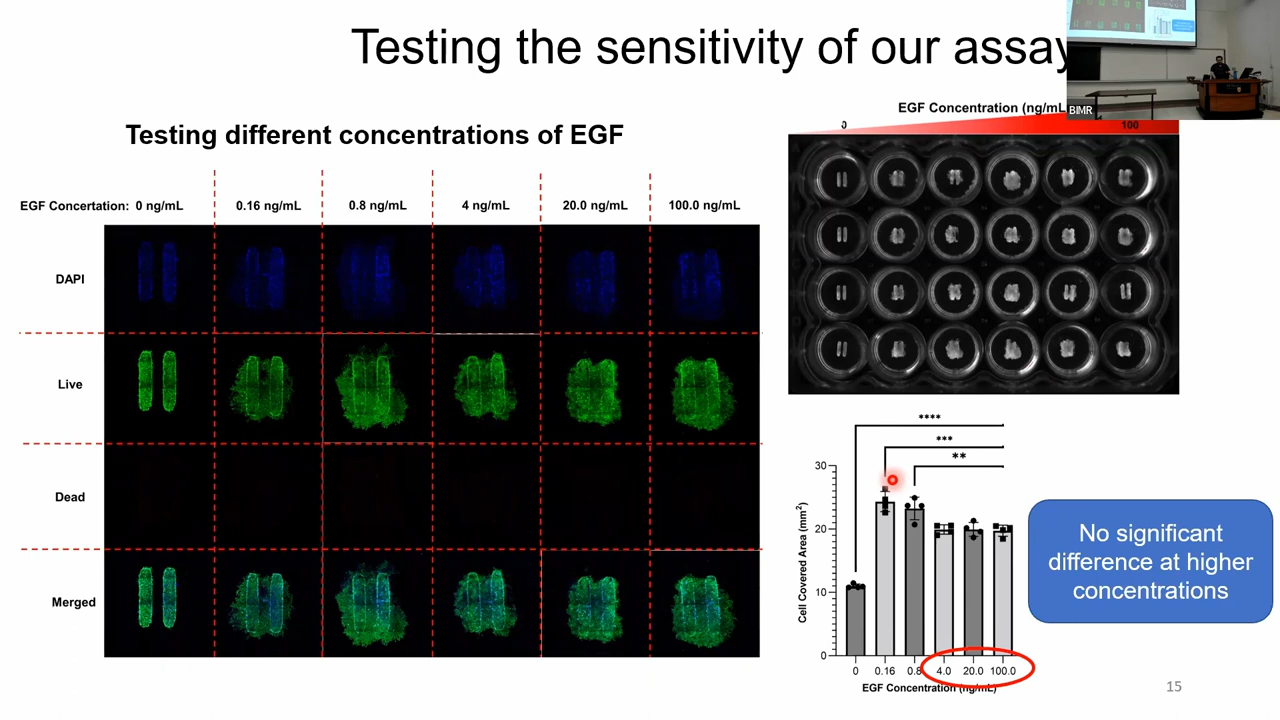 Testing the sensitivity of our assay
BIMR
Testing different concentrations of EGF
EGF Concertation: 0 ng/mL 0.16 ng/mL 0.8 ng/mL 4 ng/mL 20.0 ng/mL 100.0 ng/mL
DAPI
Live
Dead
Merged
EGF Concentration (ng/mL
0 100
**** 
***
**
Cell Covered Area (mm²)
30
20
10
0
0 0.16 0.8 4.0 20.0 100.0
EGF Concentration (ng/mL)
No significant
difference at higher
concentrations
15